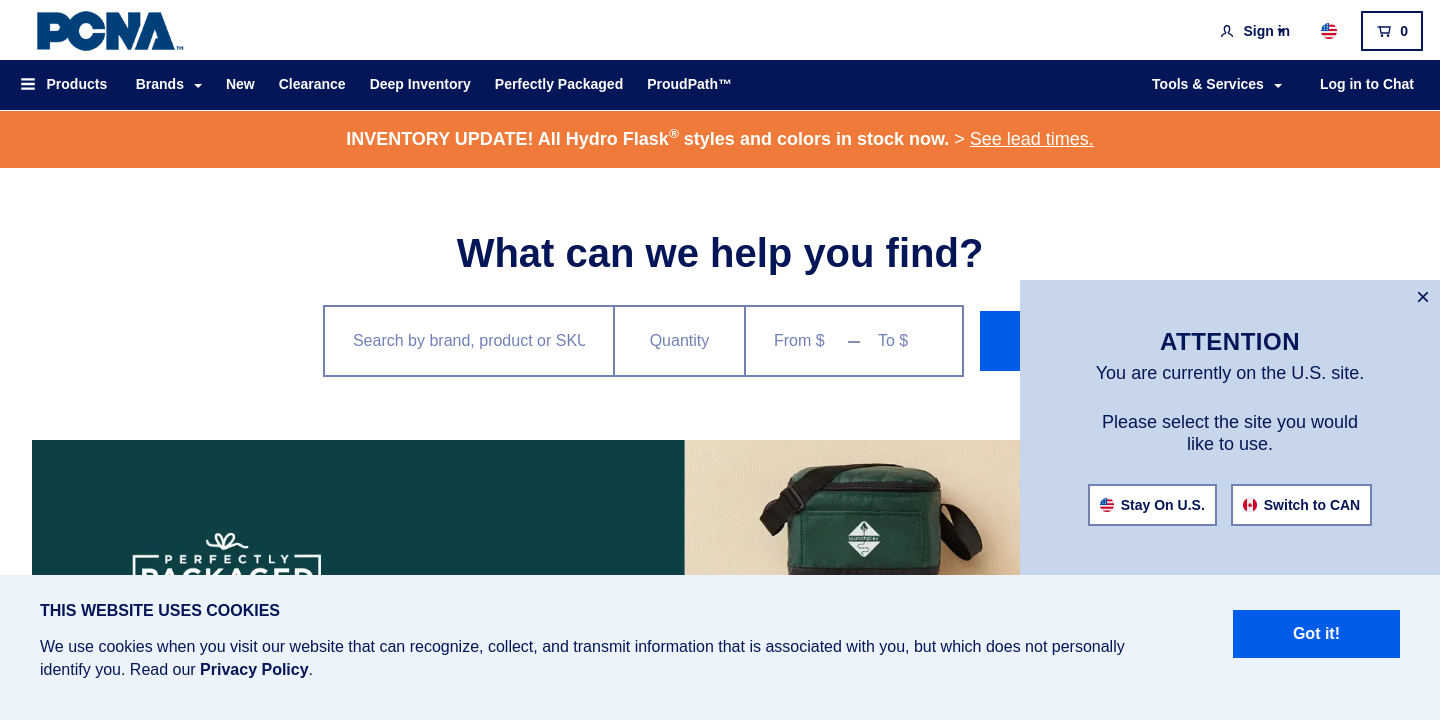 PCNA™
Sign in
0
Products Brands New Clearance Deep Inventory Perfectly Packaged ProudPath™ Tools & Services Log in to Chat
INVENTORY UPDATE! All Hydro Flask® styles and colors in stock now. > See lead times.
What can we help you find?
Search by brand, product or SKU
Quantity
From $ – To $
×
ATTENTION
You are currently on the U.S. site.
Please select the site you would
like to use.
Stay On U.S.
Switch to CAN
PERFECTLY
PACKAGED
launchplay
THIS WEBSITE USES COOKIES
We use cookies when you visit our website that can recognize, collect, and transmit information that is associated with you, but which does not personally
identify you. Read our Privacy Policy.
Got it!